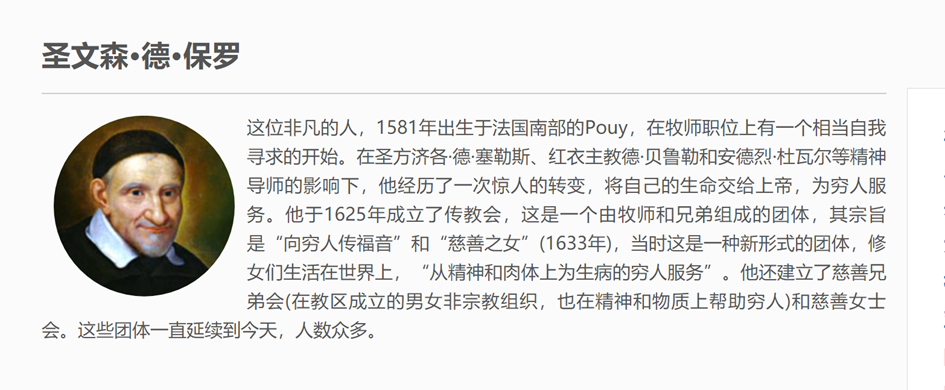 圣文森•德•保罗
这位非凡的人，1581年出生于法国南部的Pouy，在牧师职位上有一个相当自我
寻求的开始。在圣方济各·德·塞勒斯、红衣主教德·贝鲁勒和安德烈·杜瓦尔等精神
导师的影响下，他经历了一次惊人的转变，将自己的生命交给上帝，为穷人服
务。他于1625年成立了传教会，这是一个由牧师和兄弟组成的团体，其宗旨
是“向穷人传福音”和“慈善之女”(1633年)，当时这是一种新形式的团体，修
女们生活在世界上，“从精神和肉体上为生病的穷人服务”。他还建立了慈善兄
弟会(在教区成立的男女非宗教组织，也在精神和物质上帮助穷人)和慈善女士
会。这些团体一直延续到今天，人数众多。